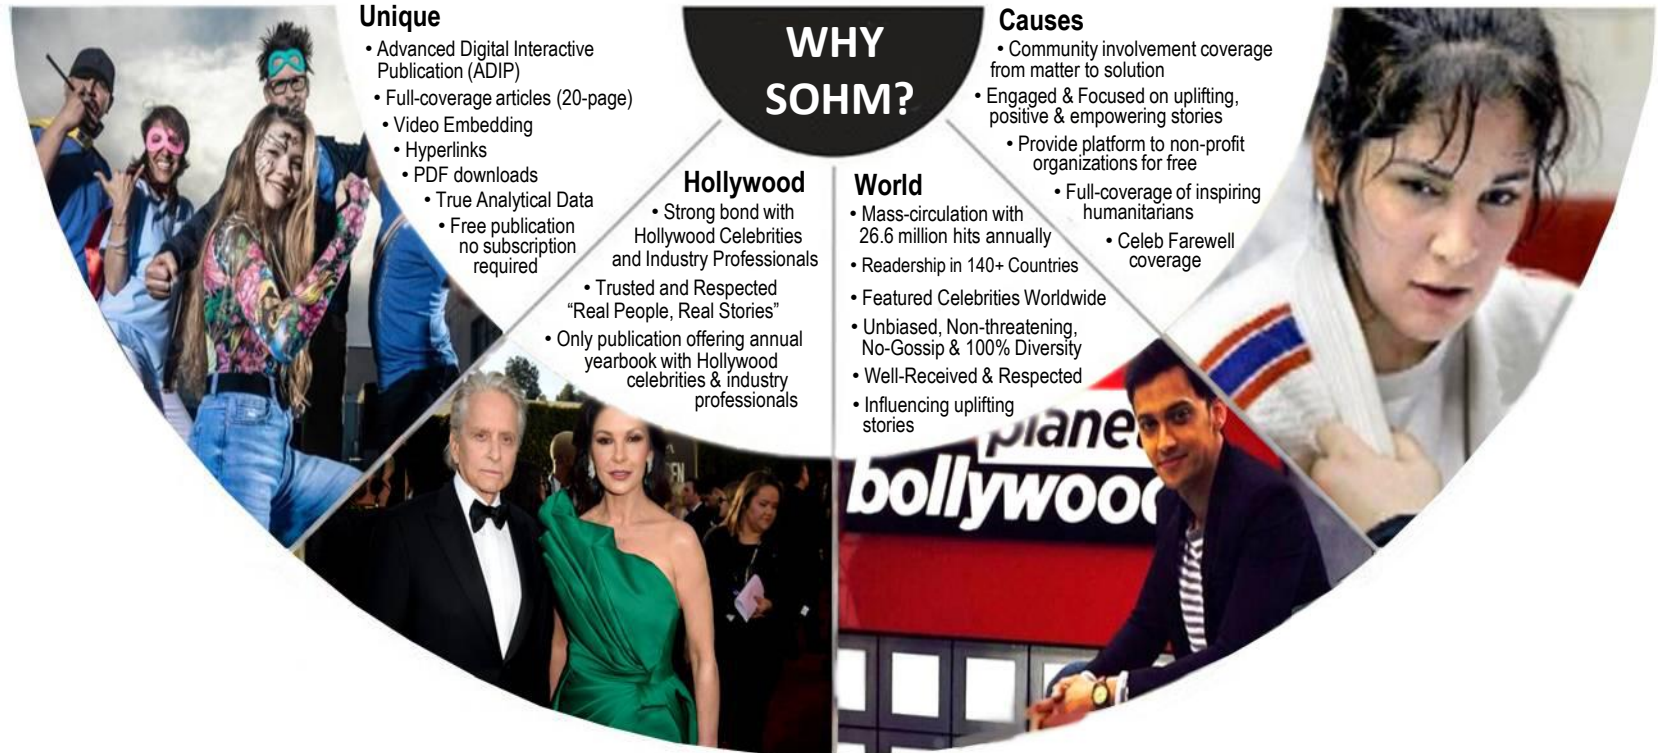 WHY
SOHM?
Unique
• Advanced Digital Interactive
Publication (ADIP)
• Full-coverage articles (20-page)
• Video Embedding
• Hyperlinks
• PDF downloads
• True Analytical Data
• Free publication
no subscription
required
Hollywood
• Strong bond with
Hollywood Celebrities
and Industry Professionals
• Trusted and Respected
“Real People, Real Stories”
• Only publication offering annual
yearbook with Hollywood
celebrities & industry
professionals
World
• Mass-circulation with
26.6 million hits annually
• Readership in 140+ Countries
• Featured Celebrities Worldwide
• Unbiased, Non-threatening,
No-Gossip & 100% Diversity
• Well-Received & Respected
• Influencing uplifting
stories
Causes
• Community involvement coverage
from matter to solution
• Engaged & Focused on uplifting,
positive & empowering stories
• Provide platform to non-profit
organizations for free
• Full-coverage of inspiring
humanitarians
• Celeb Farewell
coverage
plane
bollywood